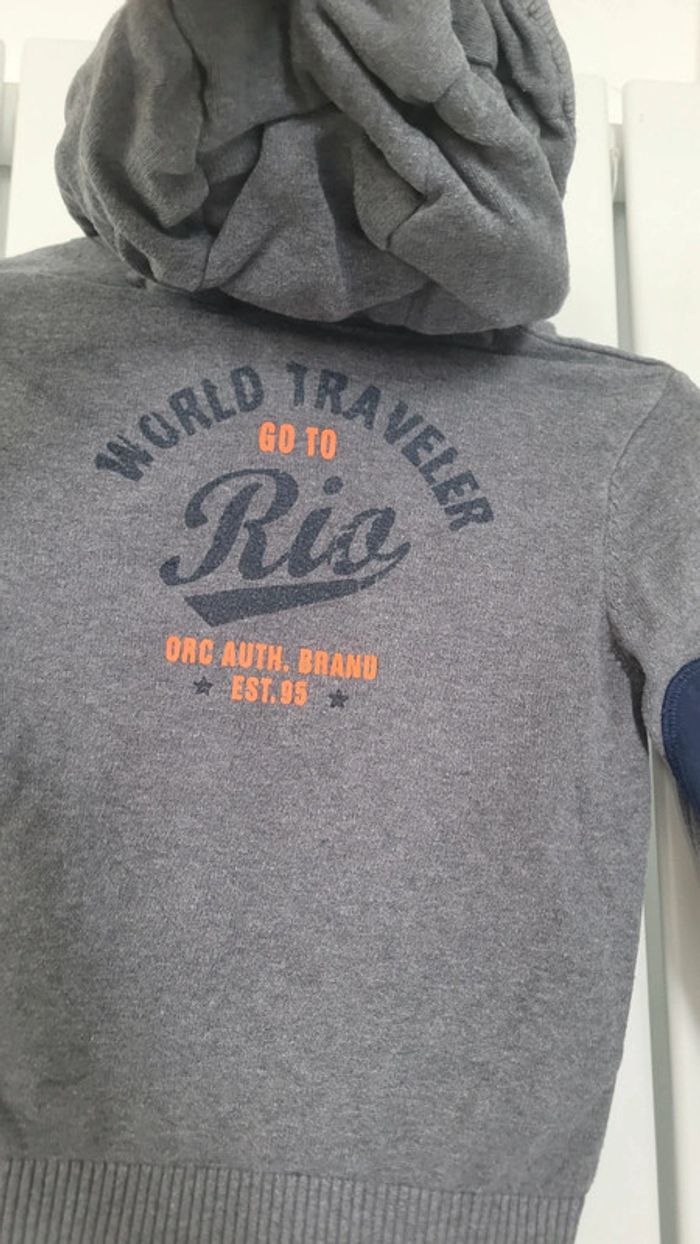 WORLD TRAVELER
GO TO
Rio
ORC AUTH. BRAND
EST. 95